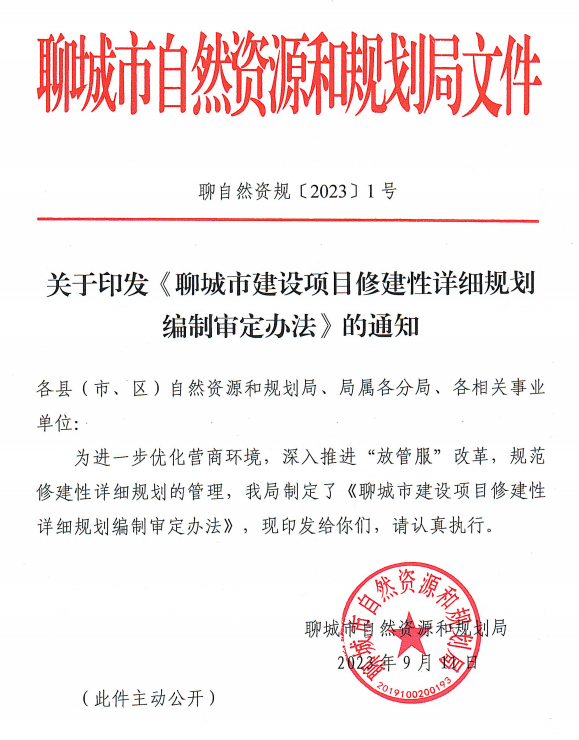 聊城市自然资源和规划局文件
聊自然资规〔2023〕1号
关于印发《聊城市建设项目修建性详细规划
编制审定办法》的通知
各县（市、区）自然资源和规划局、局属各分局、各相关事业
单位：
为进一步优化营商环境，深入推进“放管服”改革，规范
修建性详细规划的管理，我局制定了《聊城市建设项目修建性
详细规划编制审定办法》，现印发给你们，请认真执行。
聊城市自然资源和规划局
2023年9月11日
聊城市自然资源和规划局
2019100200193
（此件主动公开）